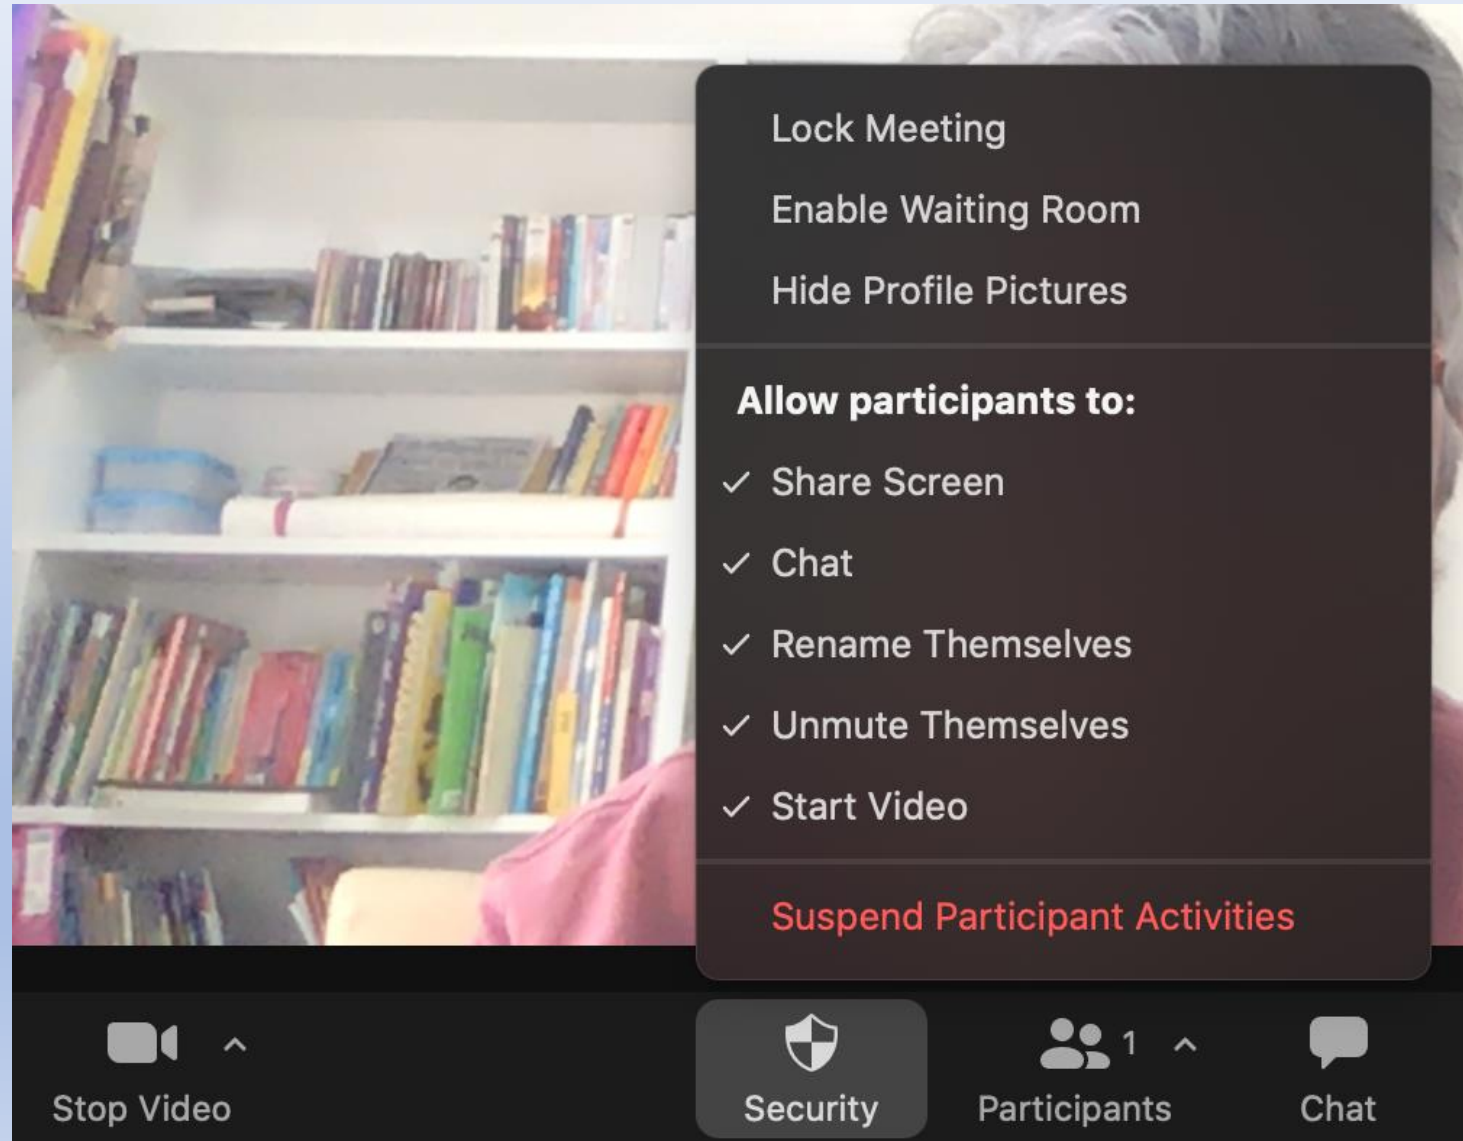 Lock Meeting
Enable Waiting Room
Hide Profile Pictures
Allow participants to:
✓ Share Screen
✓ Chat
✓ Rename Themselves
✓ Unmute Themselves
✓ Start Video
Suspend Participant Activities
1
Stop Video
Security
Participants
Chat